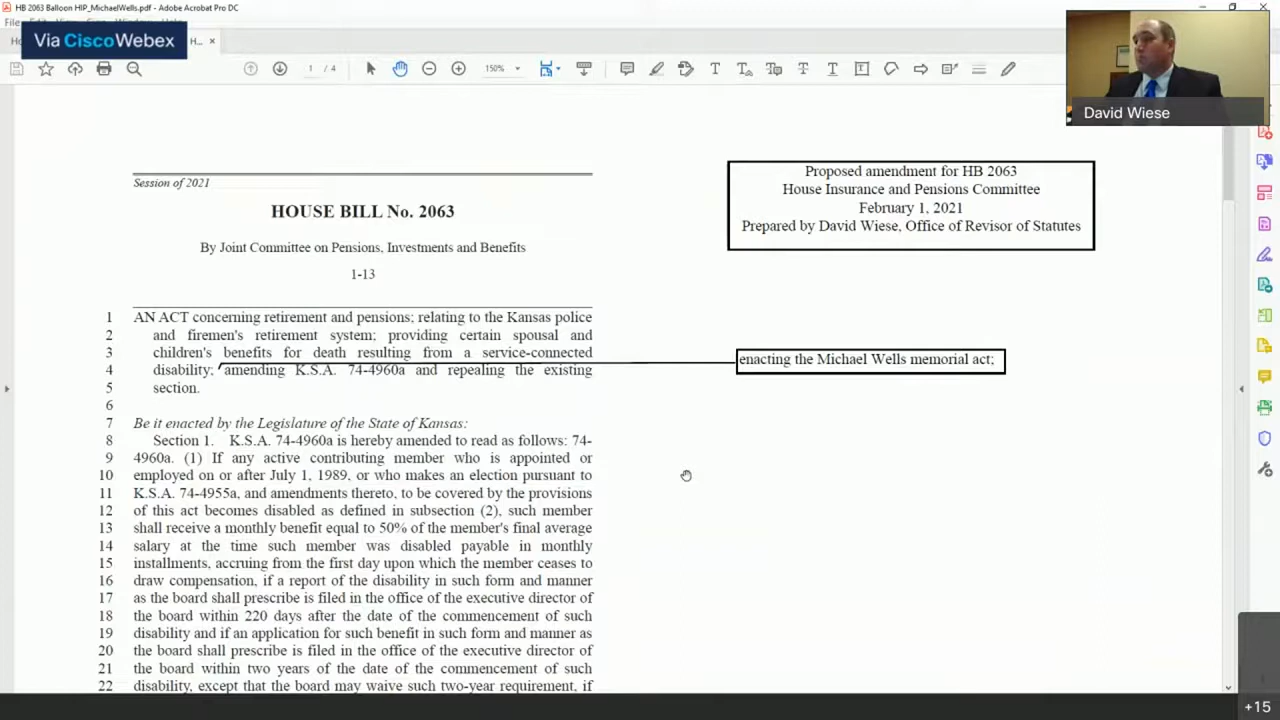 HB 2063 Balloon HIP_MichaelWells.pdf - Adobe Acrobat Pro DC
Via CiscoWebex
H... ×
1 / 4
150%
David Wiese
Session of 2021
HOUSE BILL No. 2063
By Joint Committee on Pensions, Investments and Benefits
1-13
Proposed amendment for HB 2063
House Insurance and Pensions Committee
February 1, 2021
Prepared by David Wiese, Office of Revisor of Statutes
1 AN ACT concerning retirement and pensions; relating to the Kansas police
2 and firemen's retirement system; providing certain spousal and
3 children's benefits for death resulting from a service-connected
4 disability; amending K.S.A. 74-4960a and repealing the existing
5 section.
enacting the Michael Wells memorial act;
6
7 Be it enacted by the Legislature of the State of Kansas:
8 Section 1. K.S.A. 74-4960a is hereby amended to read as follows: 74-
9 4960a. (1) If any active contributing member who is appointed or
10 employed on or after July 1, 1989, or who makes an election pursuant to
11 K.S.A. 74-4955a, and amendments thereto, to be covered by the provisions
12 of this act becomes disabled as defined in subsection (2), such member
13 shall receive a monthly benefit equal to 50% of the member's final average
14 salary at the time such member was disabled payable in monthly
15 installments, accruing from the first day upon which the member ceases to
16 draw compensation, if a report of the disability in such form and manner
17 as the board shall prescribe is filed in the office of the executive director of
18 the board within 220 days after the date of the commencement of such
19 disability and if an application for such benefit in such form and manner as
20 the board shall prescribe is filed in the office of the executive director of
21 the board within two years of the date of the commencement of such
22 disability, except that the board may waive such two-year requirement, if
+15